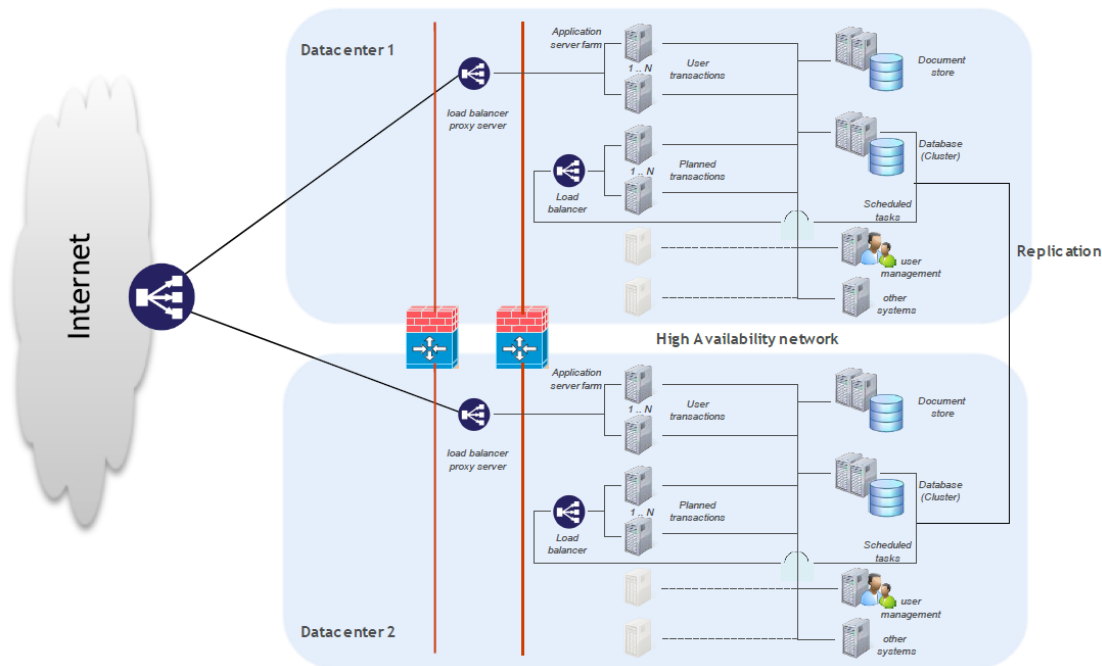 Internet
Datacenter 1
load balancer
proxy server
Application
server farm
1 .. N
User
transactions
Document
store
Load
balancer
1 .. N
Planned
transactions
Database
(Cluster)
Scheduled
tasks
user
management
other
systems
Replication
High Availability network
Application
server farm
1 .. N
User
transactions
Document
store
load balancer
proxy server
Load
balancer
1 .. N
Planned
transactions
Database
(Cluster)
Scheduled
tasks
user
management
other
systems
Datacenter 2